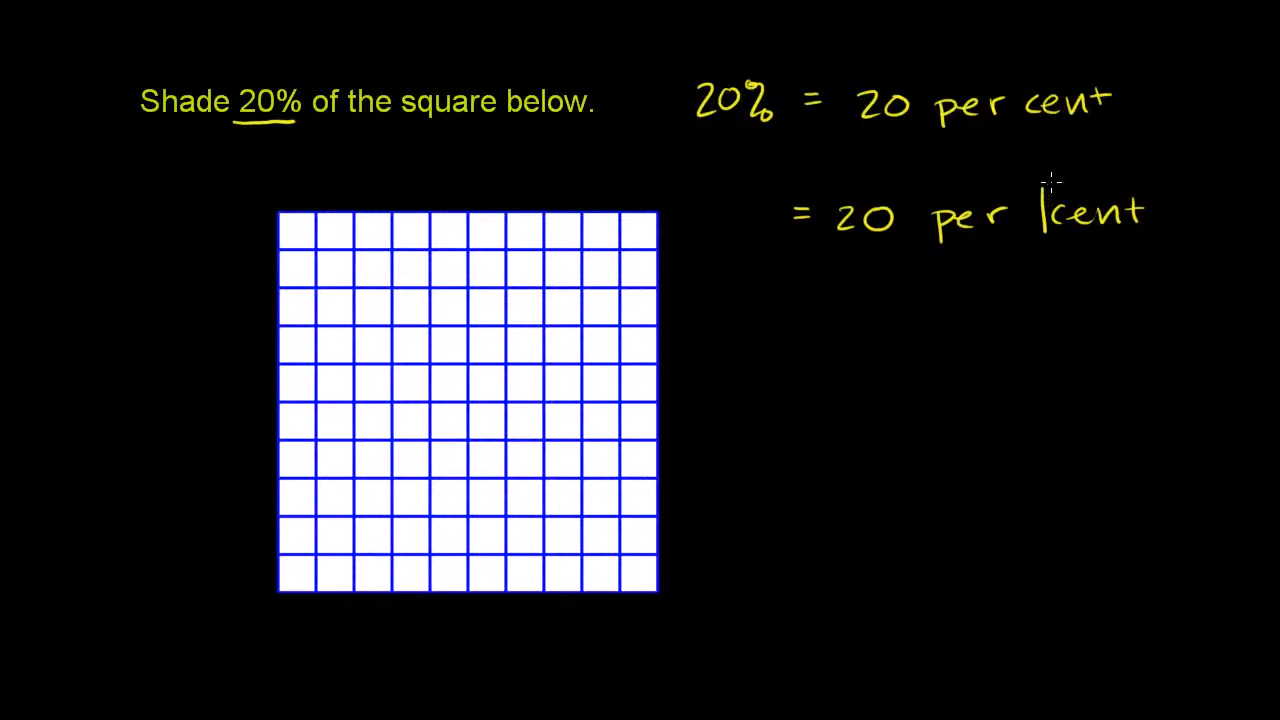 Shade 20% of the square below.
20% = 20 per cent
= 20 per |cent